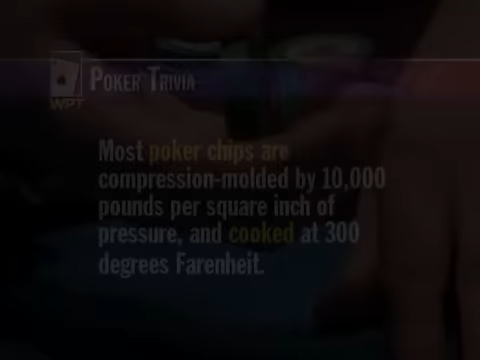 Poker Trivia
WPT
Most poker chips are
compression-molded by 10,000
pounds per square inch of
pressure, and cooked at 300
degrees Farenheit.